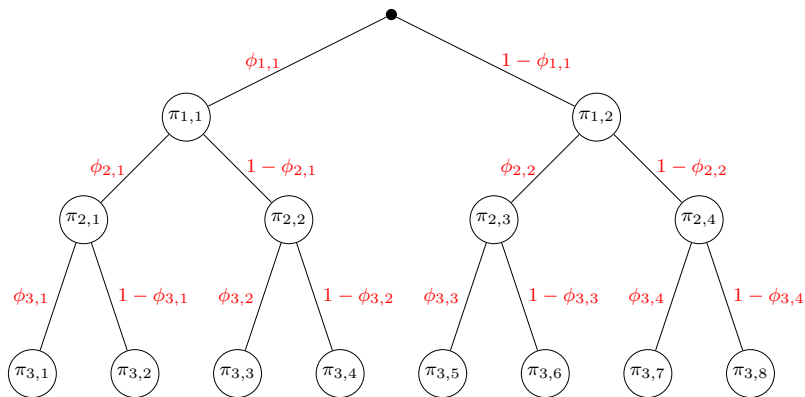 ϕ1,1 1 − ϕ1,1
π1,1 π1,2
ϕ2,1 1 − ϕ2,1 ϕ2,2 1 − ϕ2,2
π2,1 π2,2 π2,3 π2,4
ϕ3,1 1 − ϕ3,1 ϕ3,2 1 − ϕ3,2 ϕ3,3 1 − ϕ3,3 ϕ3,4 1 − ϕ3,4
π3,1 π3,2 π3,3 π3,4 π3,5 π3,6 π3,7 π3,8